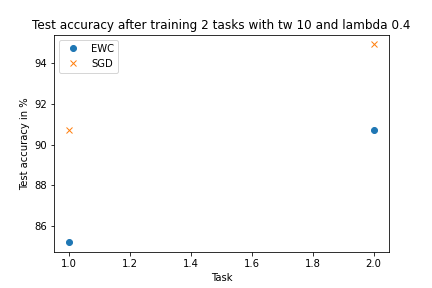 Test accuracy after training 2 tasks with tw 10 and lambda 0.4
EWC
SGD
94
92
90
88
86
Test accuracy in %
1.0 1.2 1.4 1.6 1.8 2.0
Task